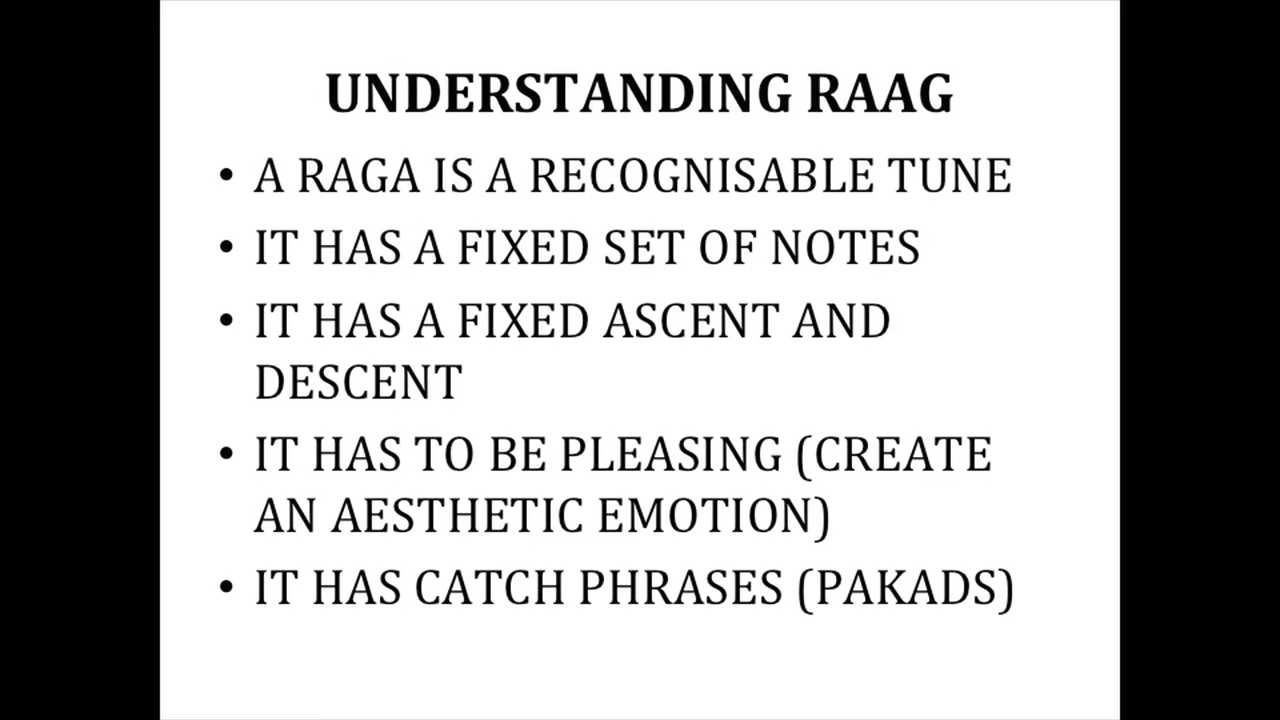 UNDERSTANDING RAAG
• A RAGA IS A RECOGNISABLE TUNE
• IT HAS A FIXED SET OF NOTES
• IT HAS A FIXED ASCENT AND
DESCENT
• IT HAS TO BE PLEASING (CREATE
AN AESTHETIC EMOTION)
• IT HAS CATCH PHRASES (PAKADS)